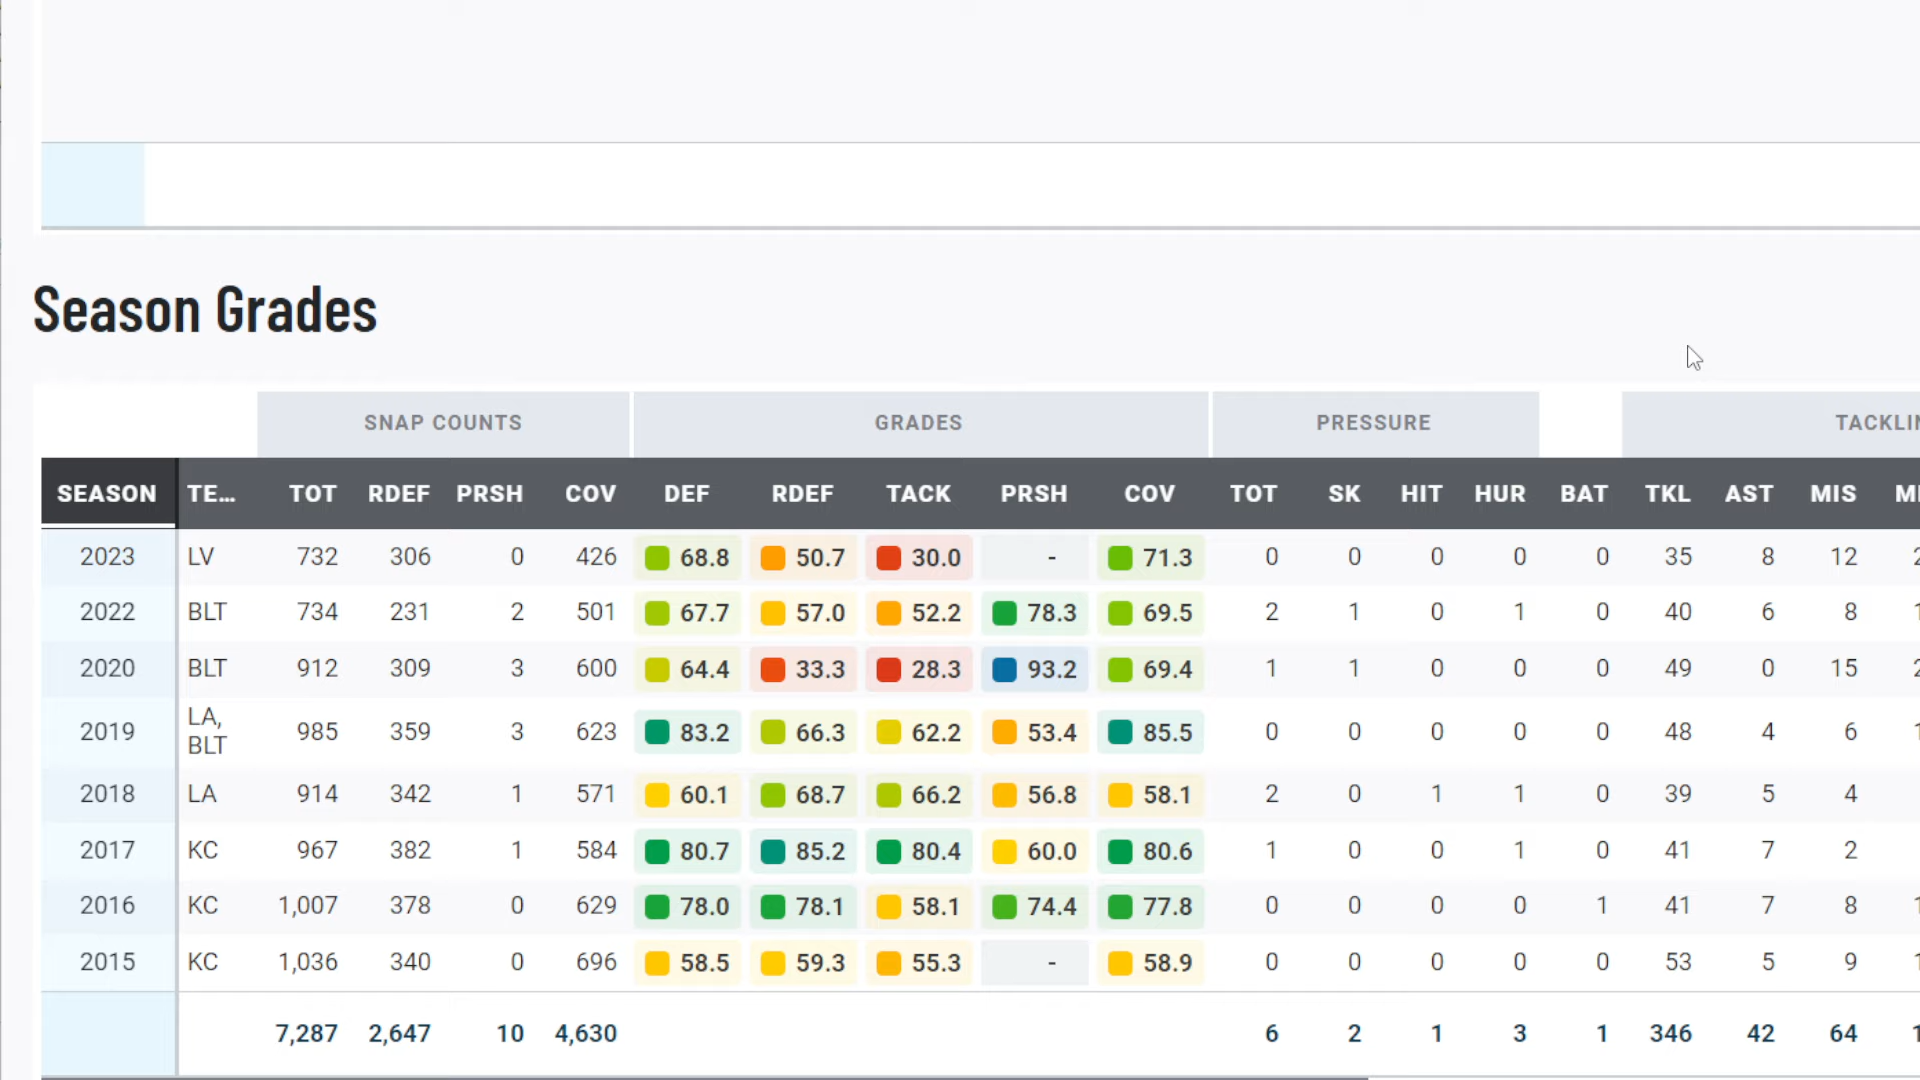 Season Grades
SNAP COUNTS GRADES PRESSURE TACKLIN
SEASON TE... TOT RDEF PRSH COV DEF RDEF TACK PRSH COV TOT SK HIT HUR BAT TKL AST MIS
2023 LV 732 306 0 426 68.8 50.7 30.0 - 71.3 0 0 0 0 0 35 8 12
2022 BLT 734 231 2 501 67.7 57.0 52.2 78.3 69.5 2 1 0 1 0 40 6 8
2020 BLT 912 309 3 600 64.4 33.3 28.3 93.2 69.4 1 1 0 0 0 49 0 15
2019 LA, BLT 985 359 3 623 83.2 66.3 62.2 53.4 85.5 0 0 0 0 0 48 4 6
2018 LA 914 342 1 571 60.1 68.7 66.2 56.8 58.1 2 0 1 1 0 39 5 4
2017 KC 967 382 1 584 80.7 85.2 80.4 60.0 80.6 1 0 0 1 0 41 7 2
2016 KC 1,007 378 0 629 78.0 78.1 58.1 74.4 77.8 0 0 0 0 1 41 7 8
2015 KC 1,036 340 0 696 58.5 59.3 55.3 - 58.9 0 0 0 0 0 53 5 9
7,287 2,647 10 4,630 6 2 1 3 1 346 42 64